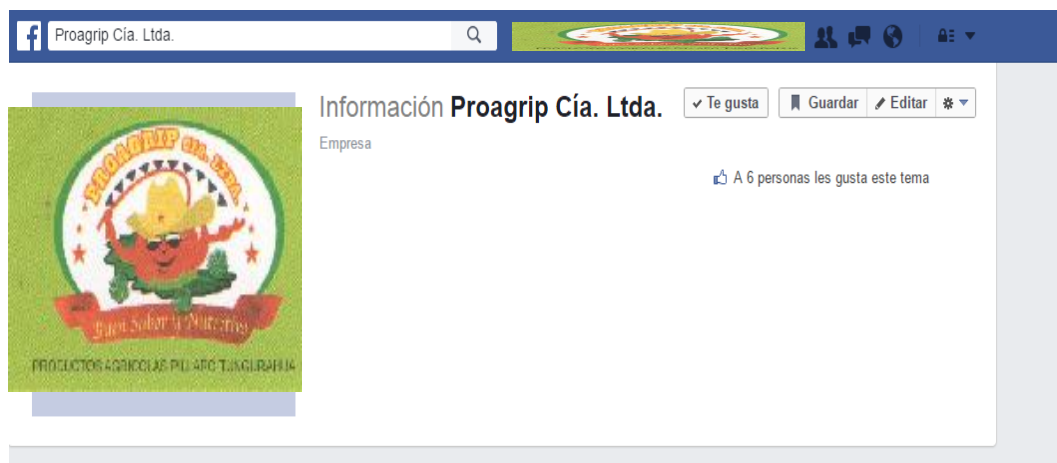 Proagrip Cía. Ltda.
Información Proagrip Cía. Ltda.
Te gusta
Guardar
Editar
Empresa
A 6 personas les gusta este tema
PROAGRIP CIA. LTDA.
Buen Sabor y Nutritivo
PRODUCTOS AGRICOLAS PILLARO TUNGURAHUA